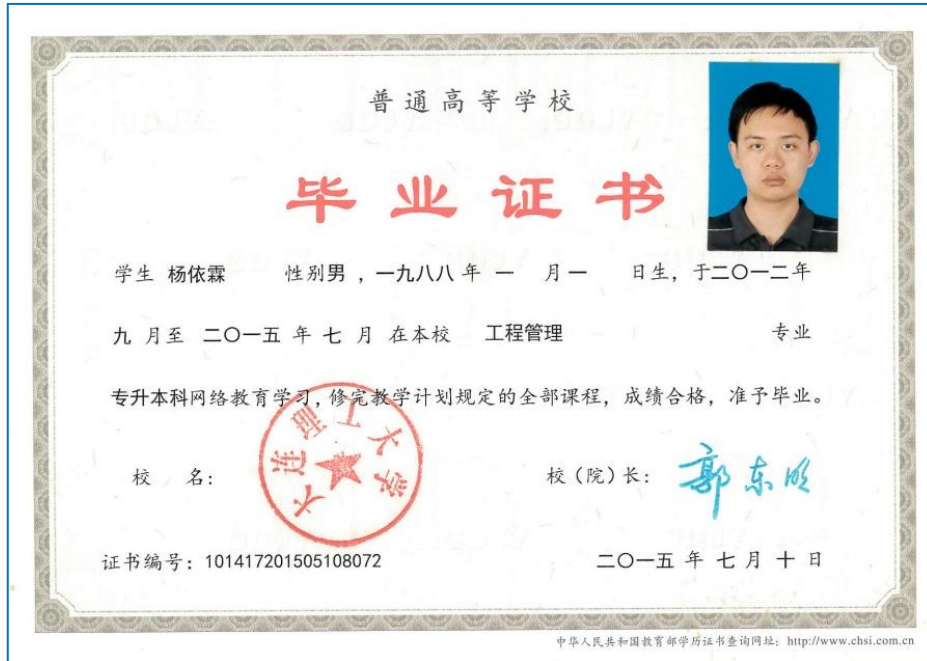 普通高等学校
毕业证书
学生 杨依霖 性别男，一九八八年 一 月 一 日生，于二〇一二年
九 月至 二〇一五 年 七 月 在本校 工程管理 专业
专升本科网络教育学习，修完教学计划规定的全部课程，成绩合格，准予毕业。
大连理工大学
校 名： 校（院）长： 郭东明
证书编号：101417201505108072 二〇一五 年 七 月 十 日
中华人民共和国教育部学历证书查询网址：http://www.chsi.com.cn